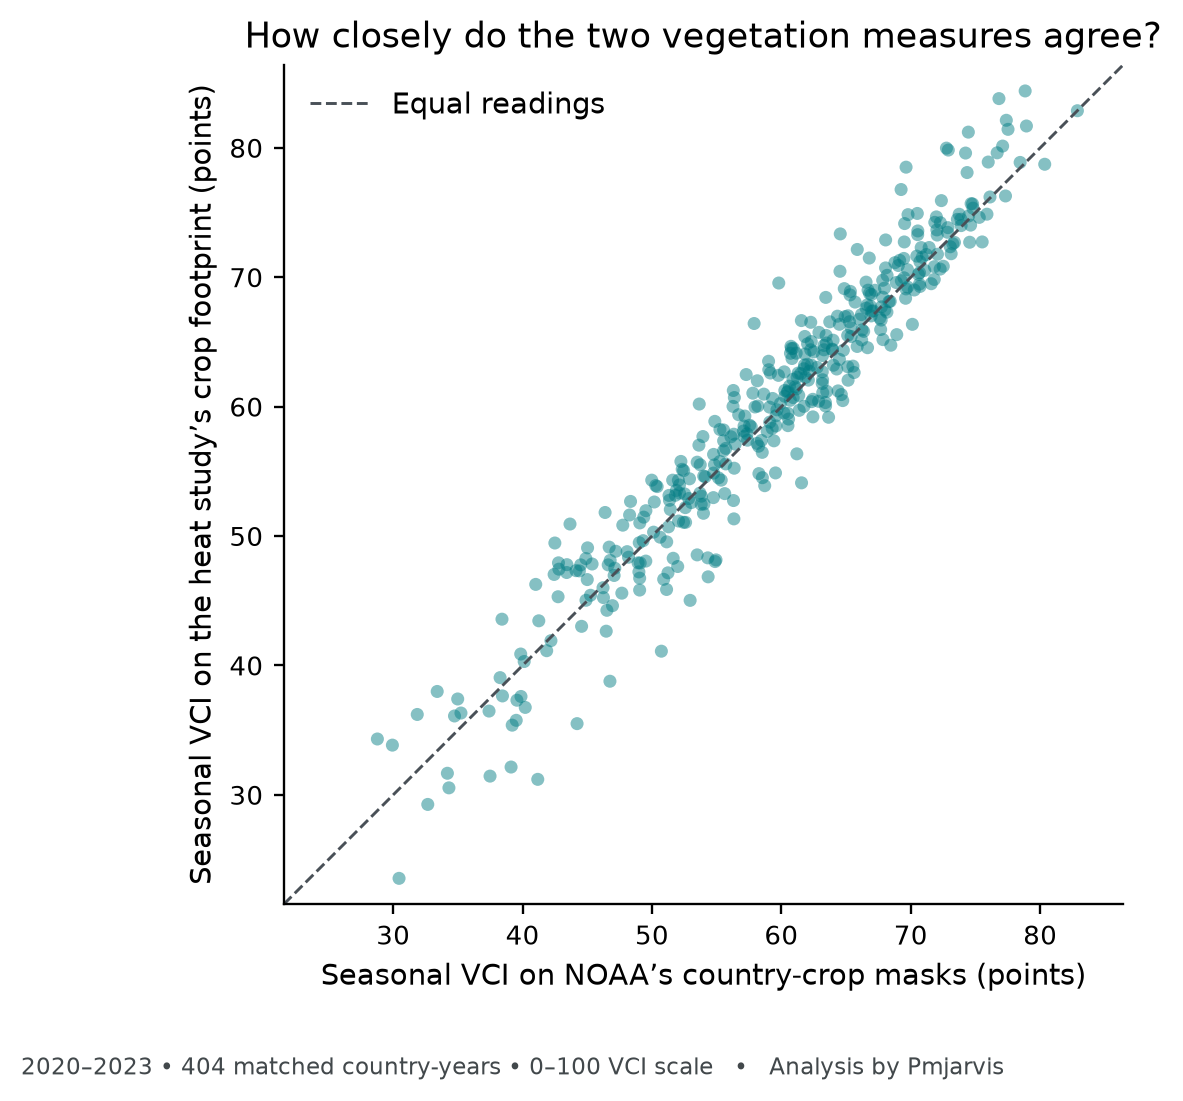 How closely do the two vegetation measures agree?
Equal readings
Seasonal VCI on the heat study’s crop footprint (points)
80
70
60
50
40
30
30 40 50 60 70 80
Seasonal VCI on NOAA’s country-crop masks (points)
2020–2023 • 404 matched country-years • 0–100 VCI scale • Analysis by Pmjarvis